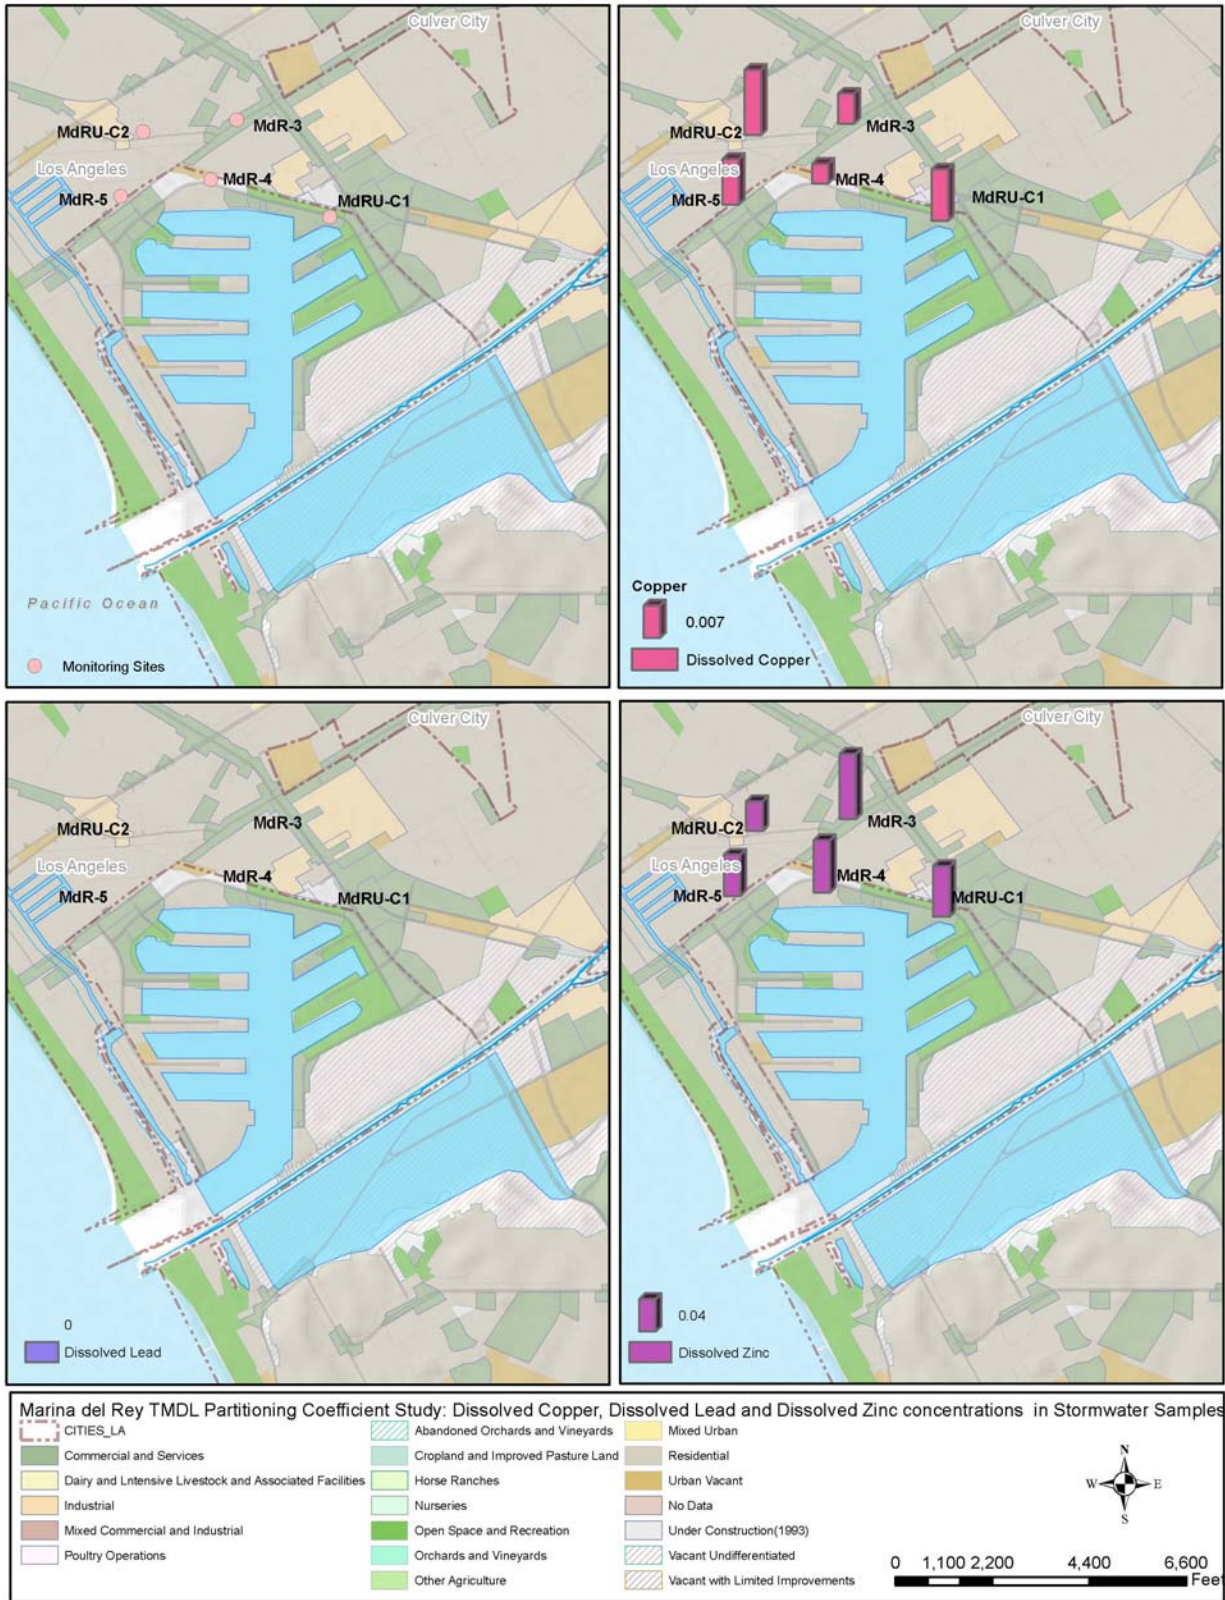 Culver City
MdRU-C2
MdR-3
Los Angeles
MdR-4
MdR-5
MdRU-C1
Pacific Ocean
Monitoring Sites
Culver City
MdRU-C2
MdR-3
Los Angeles
MdR-4
MdR-5
MdRU-C1
Copper
0.007
Dissolved Copper
Culver City
MdR-3
MdRU-C2
Los Angeles
MdR-4
MdR-5
MdRU-C1
0
Dissolved Lead
Culver City
MdR-3
MdRU-C2
Los Angeles
MdR-4
MdR-5
MdRU-C1
0.04
Dissolved Zinc
Marina del Rey TMDL Partitioning Coefficient Study: Dissolved Copper, Dissolved Lead and Dissolved Zinc concentrations in Stormwater Samples
CITIES_LA
Commercial and Services
Dairy and Lntensive Livestock and Associated Facilities
Industrial
Mixed Commercial and Industrial
Poultry Operations
Abandoned Orchards and Vineyards
Cropland and Improved Pasture Land
Horse Ranches
Nurseries
Open Space and Recreation
Orchards and Vineyards
Other Agriculture
Mixed Urban
Residential
Urban Vacant
No Data
Under Construction(1993)
Vacant Undifferentiated
Vacant with Limited Improvements
N
W E
S
0 1,100 2,200 4,400 6,600
Feet